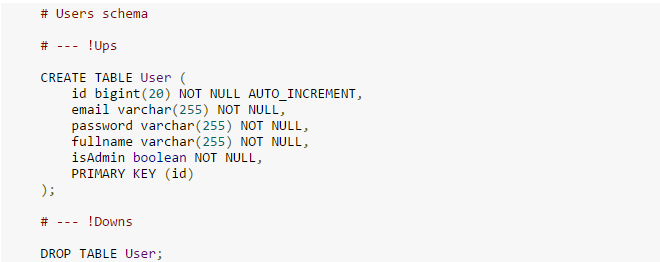 # Users schema
# --- !Ups
CREATE TABLE User (
id bigint(20) NOT NULL AUTO_INCREMENT,
email varchar(255) NOT NULL,
password varchar(255) NOT NULL,
fullname varchar(255) NOT NULL,
isAdmin boolean NOT NULL,
PRIMARY KEY (id)
);
# --- !Downs
DROP TABLE User;